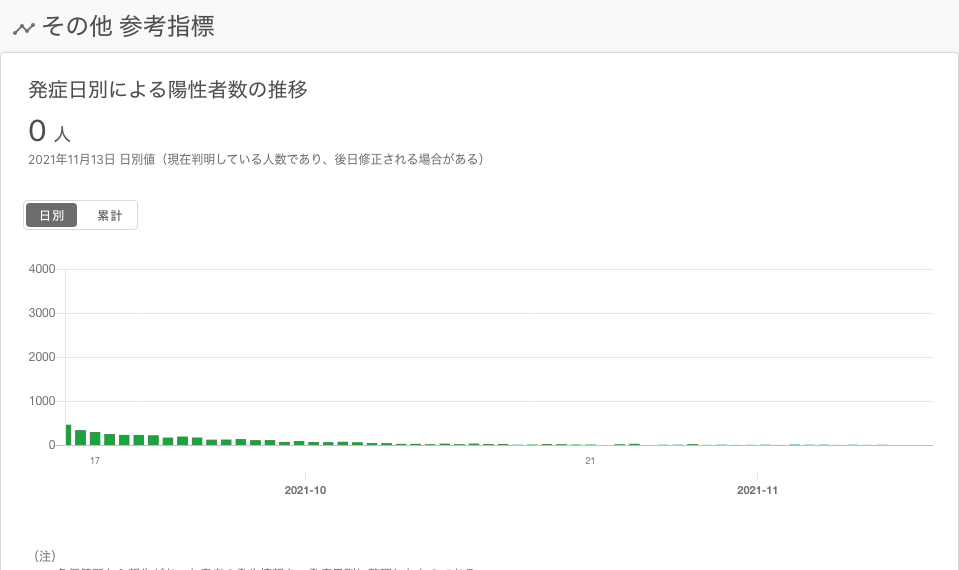 その他 参考指標
発症日別による陽性者数の推移
0 人
2021年11月13日 日別値（現在判明している人数であり、後日修正される場合がある）
日別 累計
4000
3000
2000
1000
0
17 21
2021-10 2021-11
（注）